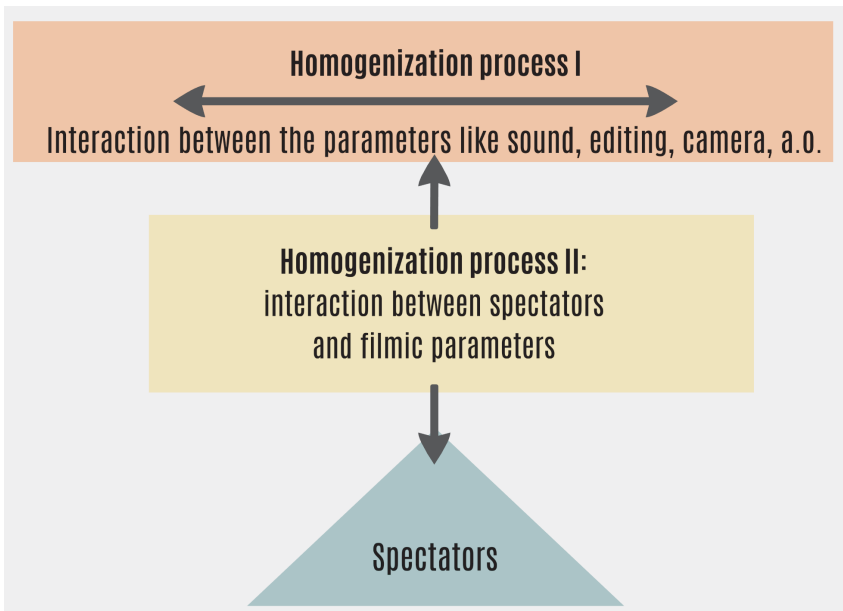 Homogenization process I
Interaction between the parameters like sound, editing, camera, a.o.
Homogenization process II:
interaction between spectators
and filmic parameters
Spectators